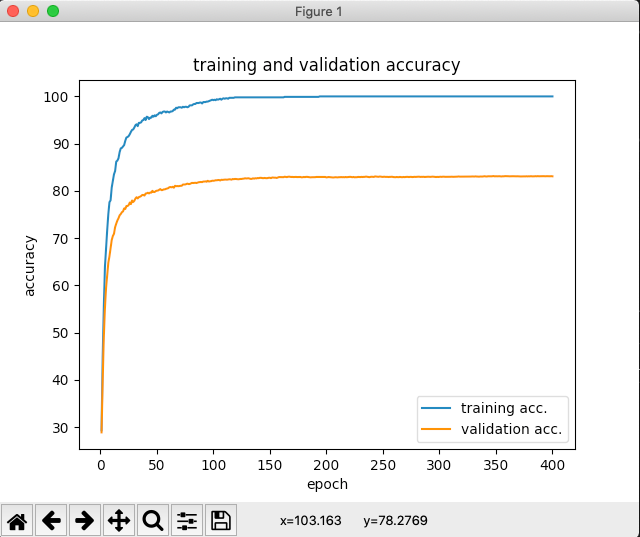 Figure 1
training and validation accuracy
100
90
80
70
60
50
40
30
accuracy
training acc.
validation acc.
0 50 100 150 200 250 300 350 400
epoch
x=103.163 y=78.2769